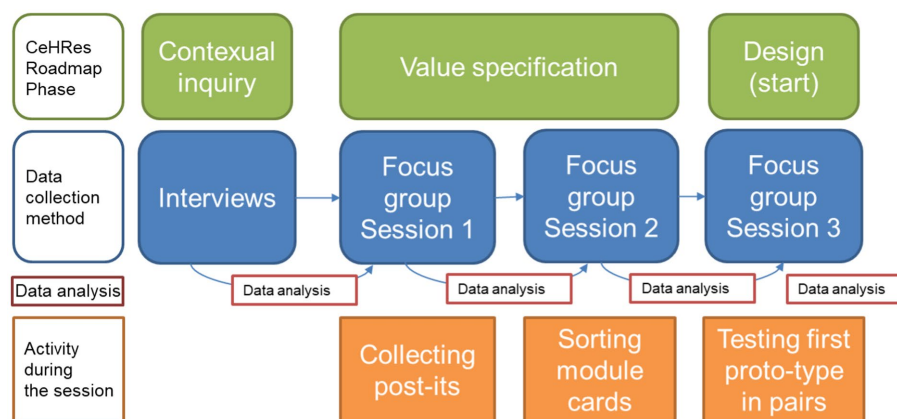 CeHRes
Roadmap
Phase
Contexual
inquiry
Value specification
Design
(start)
Data
collection
method
Interviews
Focus
group
Session 1
Focus
group
Session 2
Focus
group
Session 3
Data analysis
Data analysis
Data analysis
Data analysis
Data analysis
Activity
during
the session
Collecting
post-its
Sorting
module
cards
Testing first
proto-type
in pairs